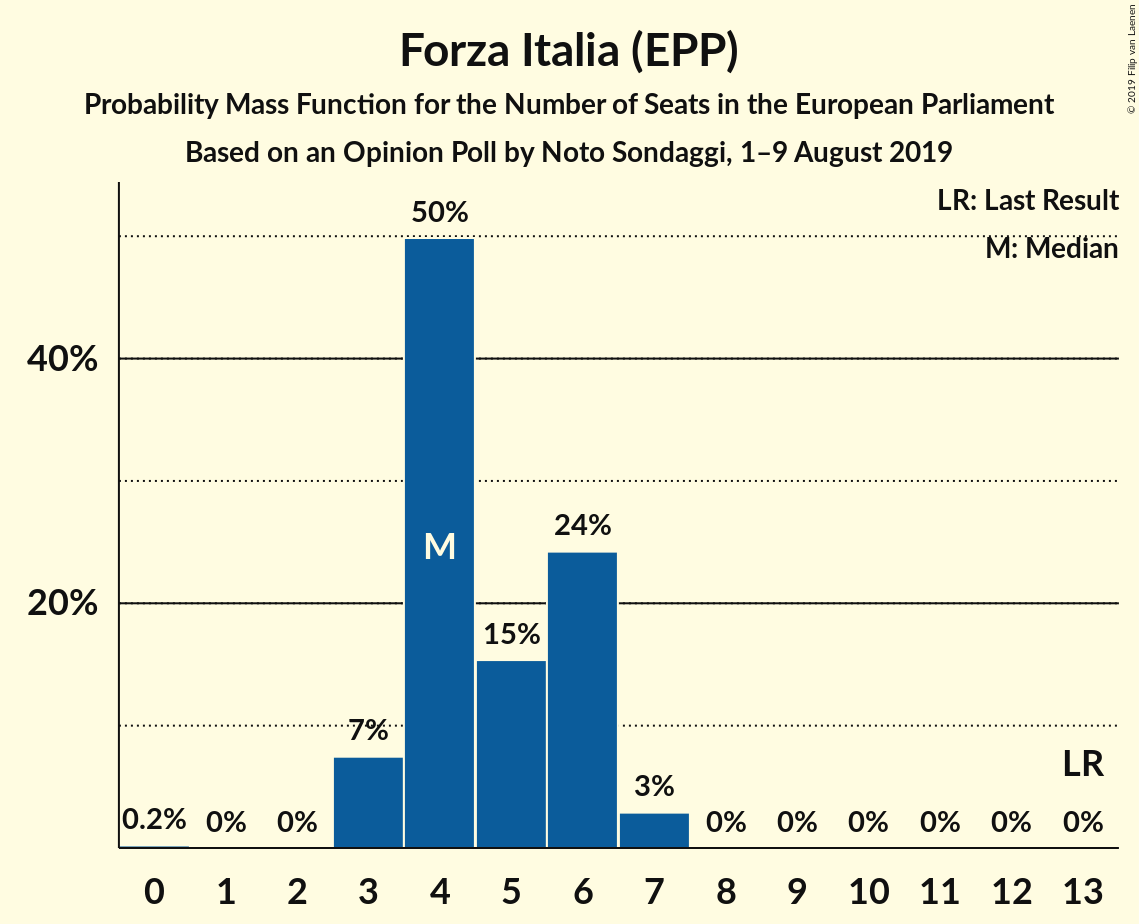 Forza Italia (EPP)
Probability Mass Function for the Number of Seats in the European Parliament
Based on an Opinion Poll by Noto Sondaggi, 1–9 August 2019
© 2019 Filip van Laenen
LR: Last Result
M: Median
50%
40%
M
24%
20%
15%
7%
LR
3%
0.2% 0% 0% 0% 0% 0% 0% 0% 0%
0 1 2 3 4 5 6 7 8 9 10 11 12 13